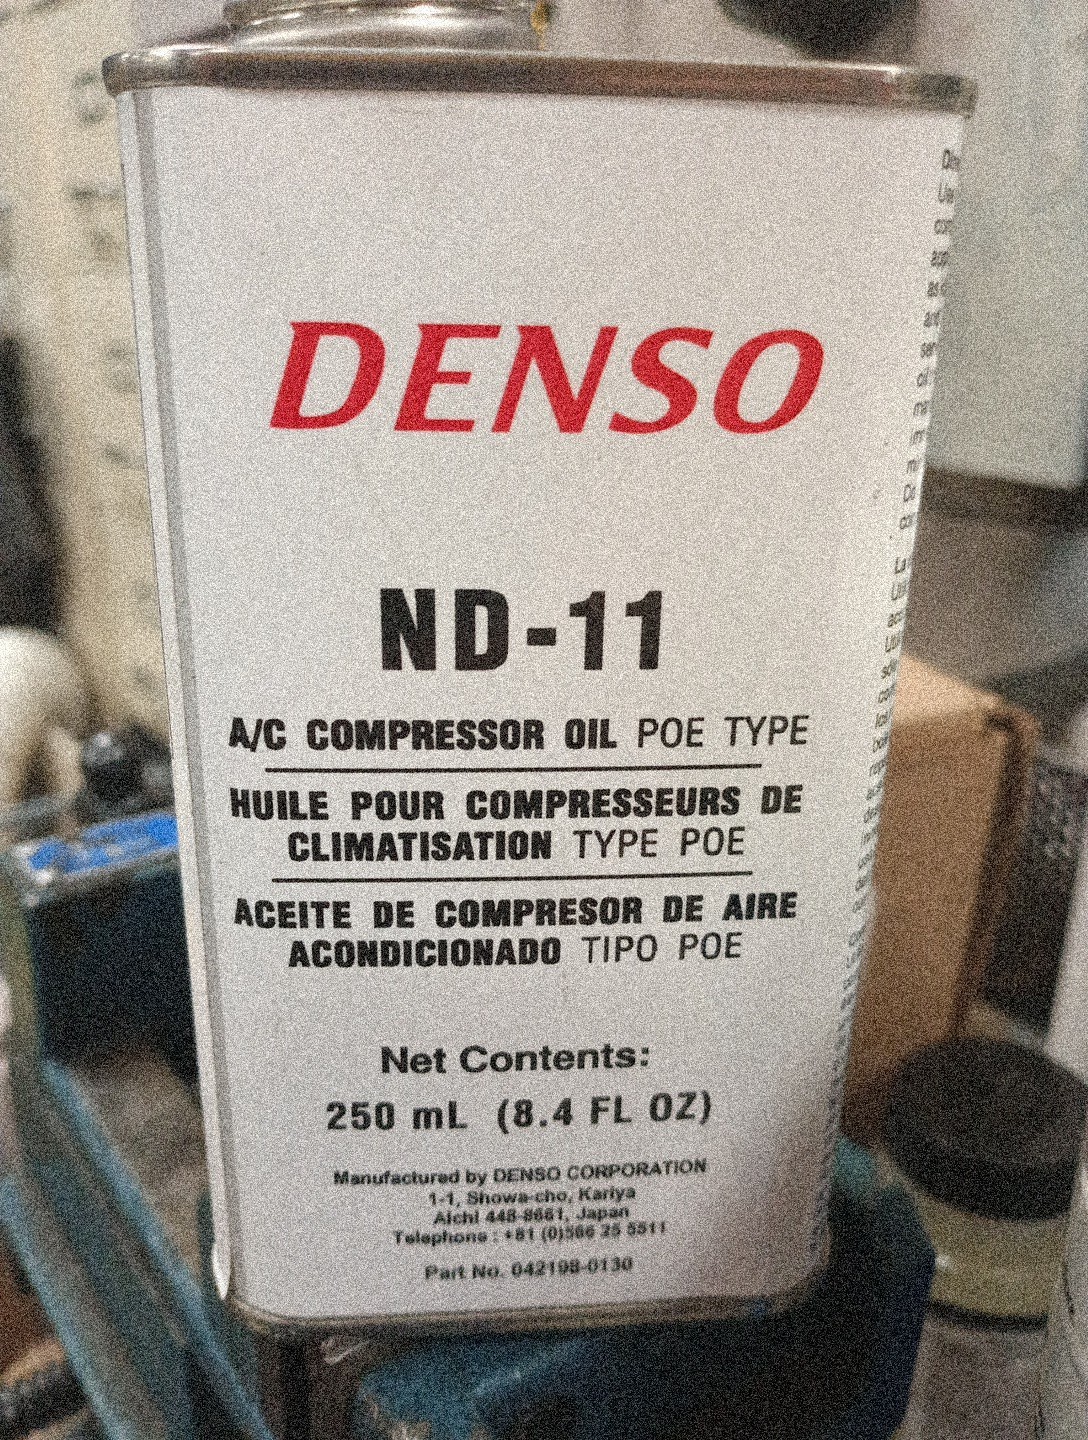 DENSO
ND-11
A/C COMPRESSOR OIL POE TYPE
HUILE POUR COMPRESSEURS DE
CLIMATISATION TYPE POE
ACEITE DE COMPRESOR DE AIRE
ACONDICIONADO TIPO POE
Net Contents:
250 mL (8.4 FL OZ)
Manufactured by DENSO CORPORATION
1-1, Showa-cho, Kariya
Aichi 448-8661, Japan
Telephone : +81 (0)566 25 5511
Part No. 042198-0130